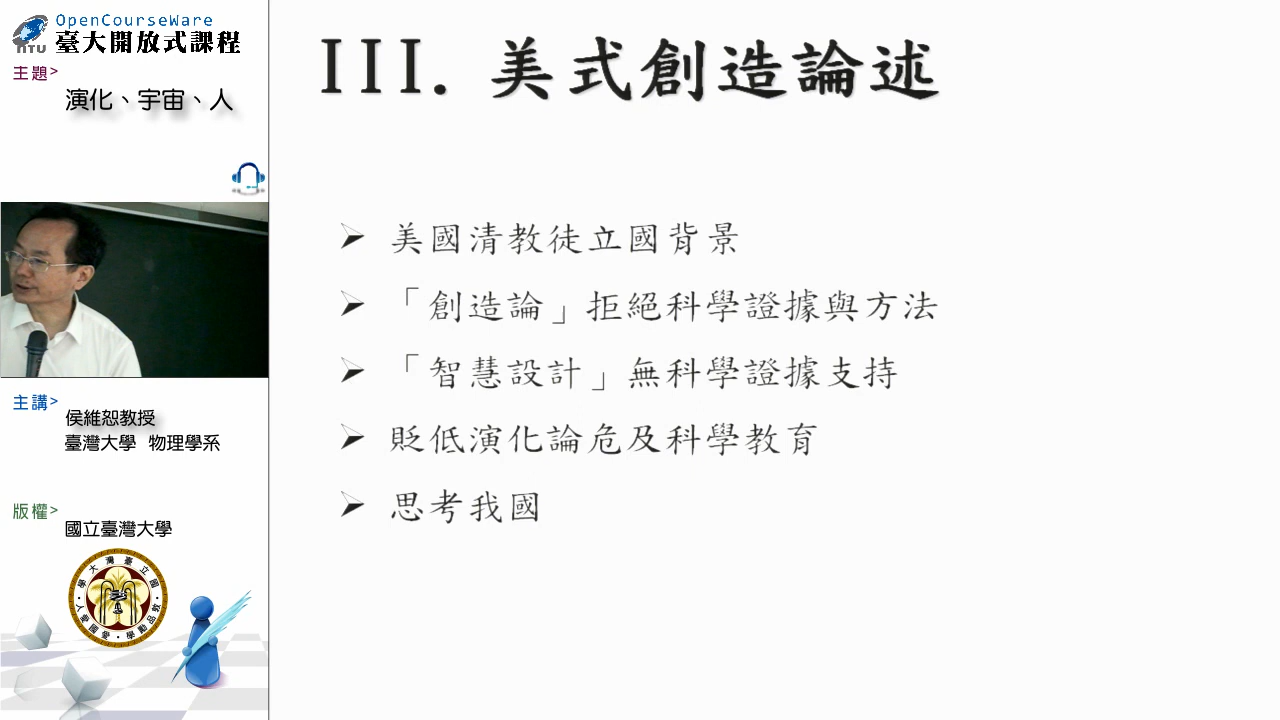 OpenCourseWare
臺大開放式課程
NTU
主題>
演化、宇宙、人
主講>
侯維恕教授
臺灣大學 物理學系
版權>
國立臺灣大學
III. 美式創造論述
美國清教徒立國背景
「創造論」拒絕科學證據與方法
「智慧設計」無科學證據支持
貶低演化論危及科學教育
思考我國